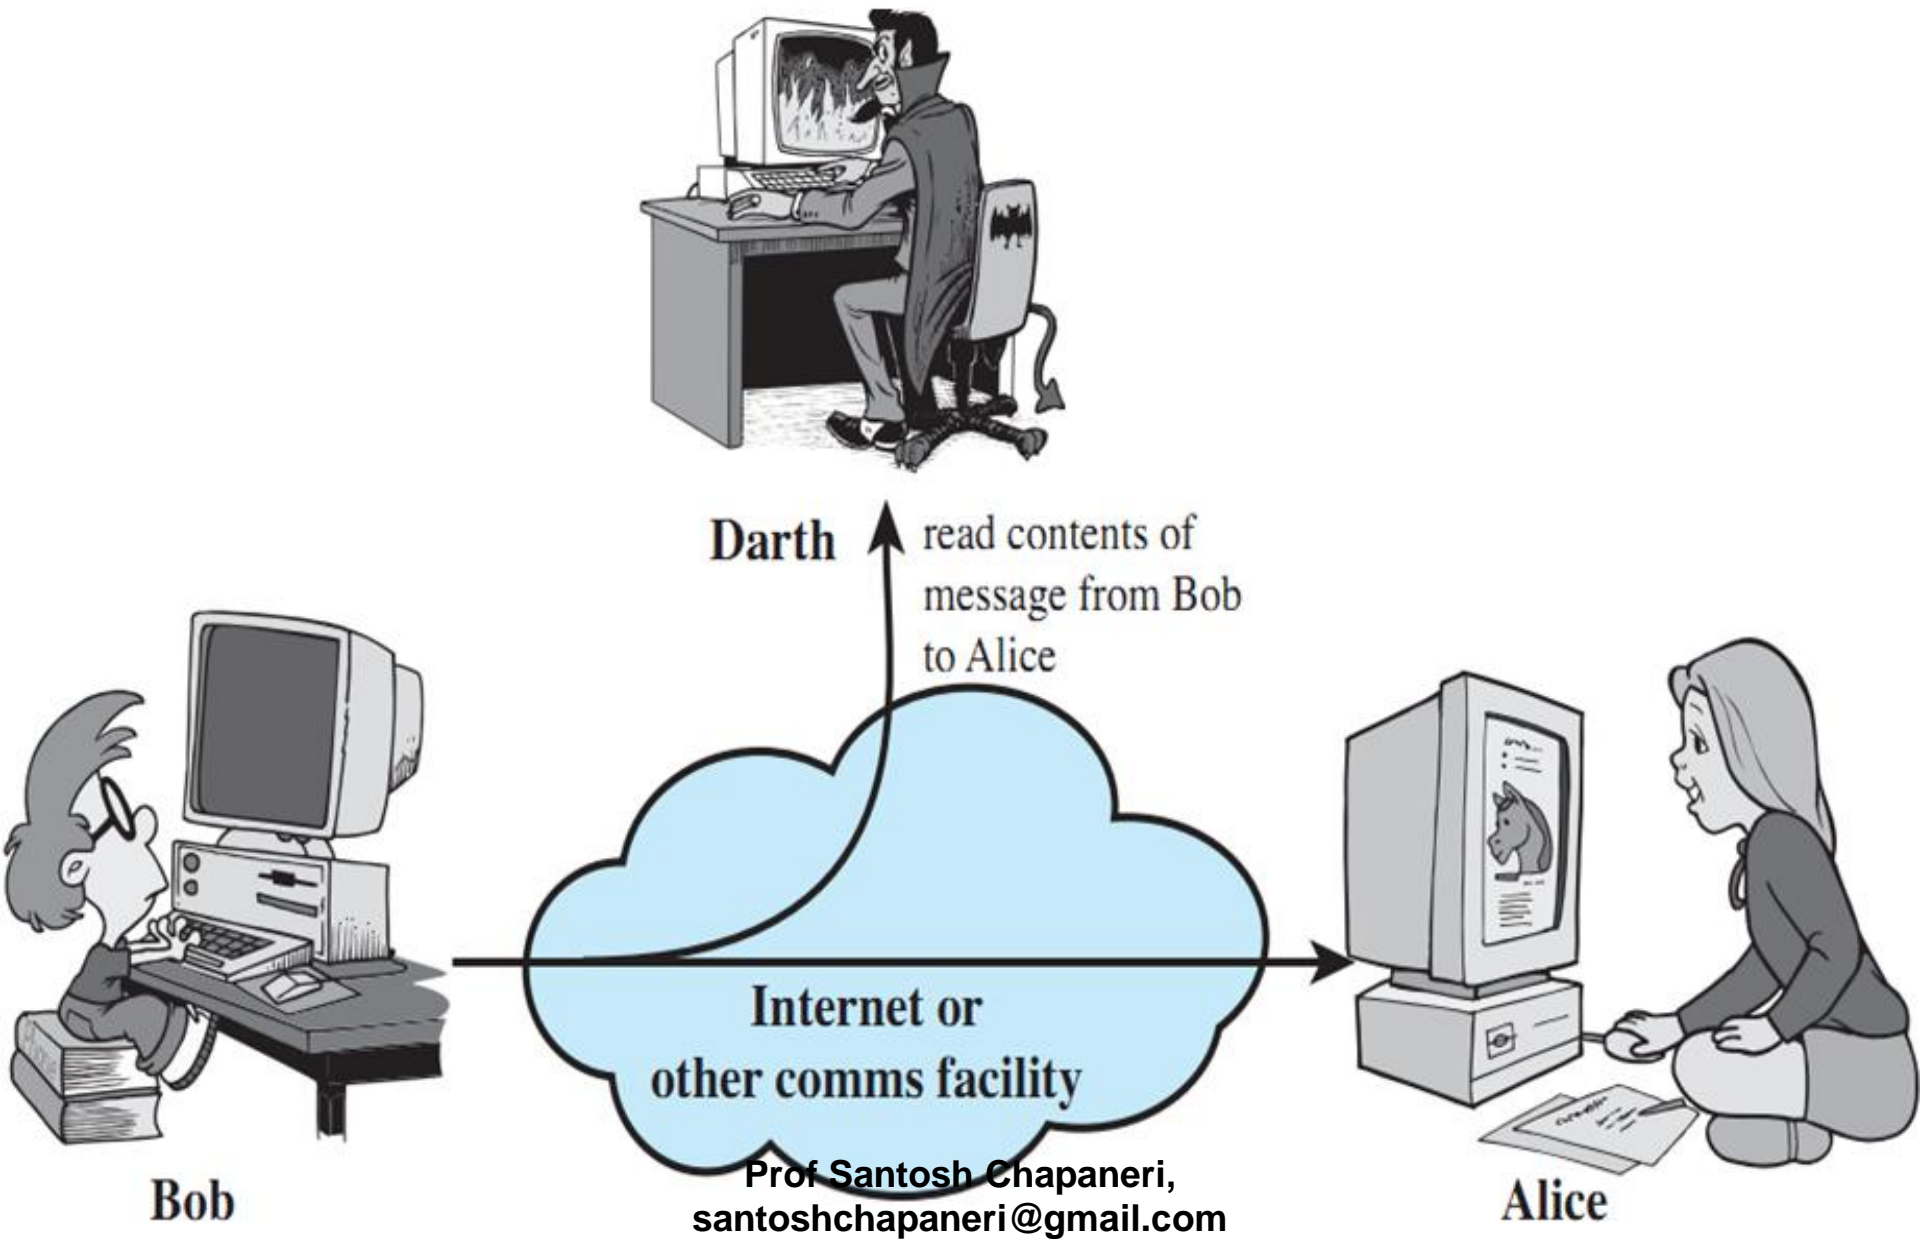 Darth
read contents of
message from Bob
to Alice
Internet or
other comms facility
Bob
Alice
Prof Santosh Chapaneri,
santoshchapaneri@gmail.com